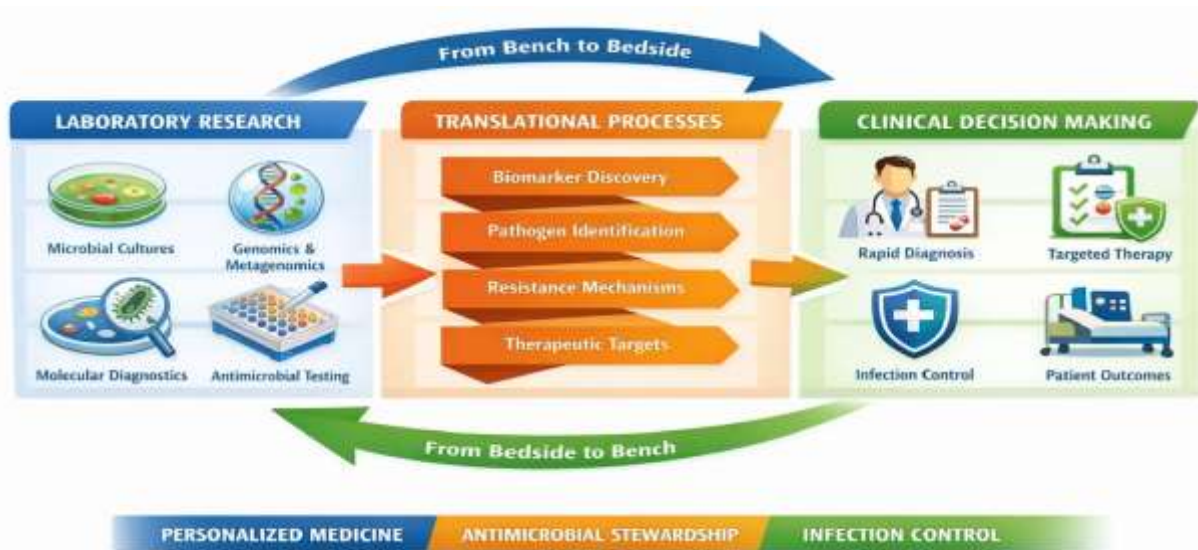 From Bench to Bedside
LABORATORY RESEARCH
Microbial Cultures
Genomics &
Metagenomics
Molecular Diagnostics
Antimicrobial Testing
TRANSLATIONAL PROCESSES
Biomarker Discovery
Pathogen Identification
Resistance Mechanisms
Therapeutic Targets
CLINICAL DECISION MAKING
Rapid Diagnosis
Targeted Therapy
Infection Control
Patient Outcomes
From Bedside to Bench
PERSONALIZED MEDICINE
ANTIMICROBIAL STEWARDSHIP
INFECTION CONTROL